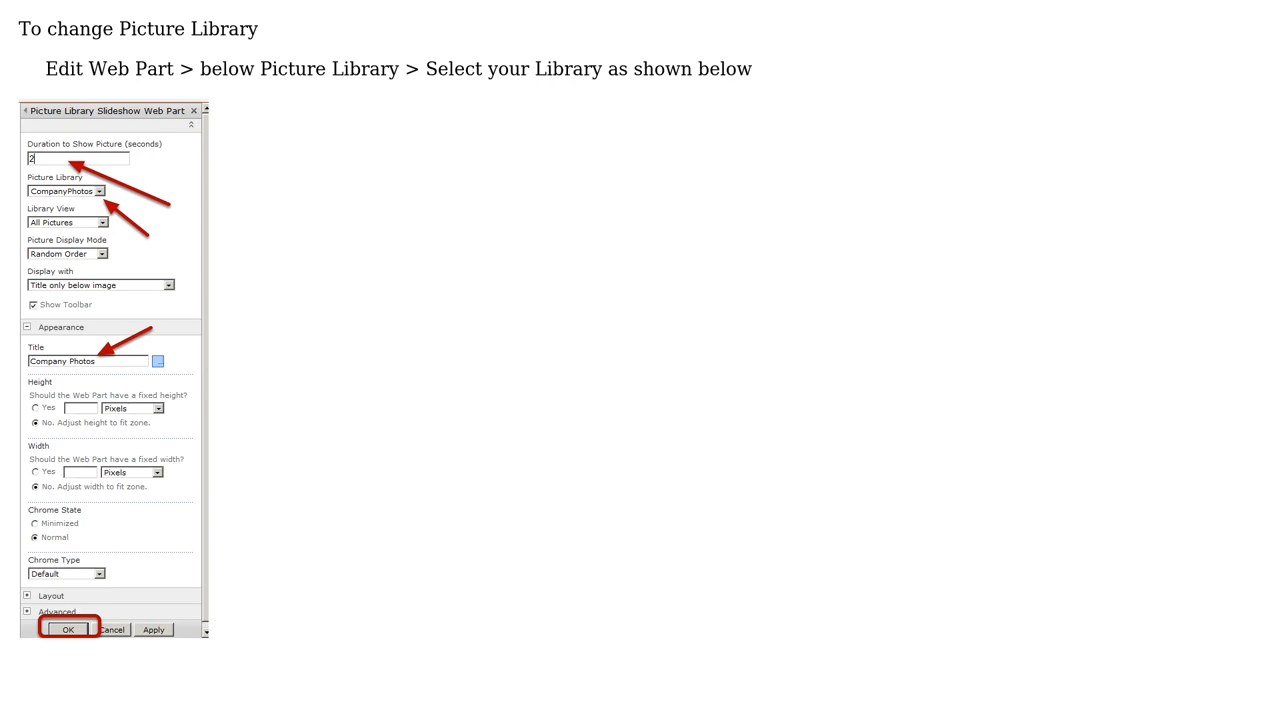 To change Picture Library
Edit Web Part > below Picture Library > Select your Library as shown below
Picture Library Slideshow Web Part
Duration to Show Picture (seconds)
2
Picture Library
CompanyPhotos
Library View
All Pictures
Picture Display Mode
Random Order
Display with
Title only below image
Show Toolbar
Appearance
Title
Company Photos
Height
Should the Web Part have a fixed height?
Yes Pixels
No. Adjust height to fit zone.
Width
Should the Web Part have a fixed width?
Yes Pixels
No. Adjust width to fit zone.
Chrome State
Minimized
Normal
Chrome Type
Default
Layout
Advanced
OK Cancel Apply